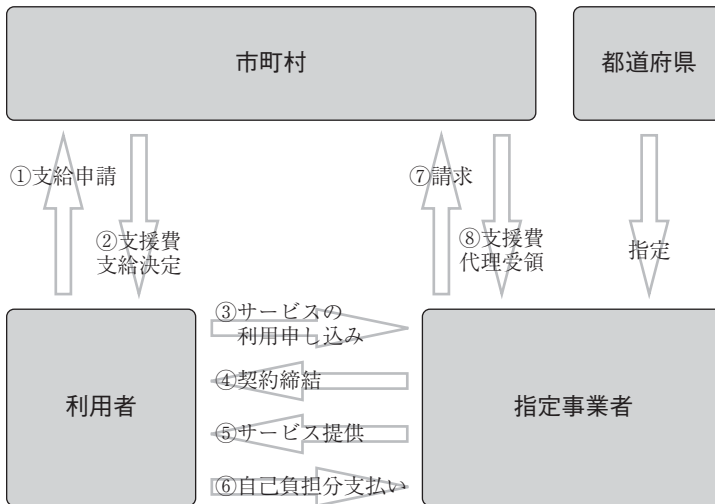 市町村
都道府県
①支給申請
②支援費
支給決定
⑦請求
⑧支援費
代理受領
指定
利用者
③サービスの
利用申し込み
④契約締結
⑤サービス提供
⑥自己負担分支払い
指定事業者